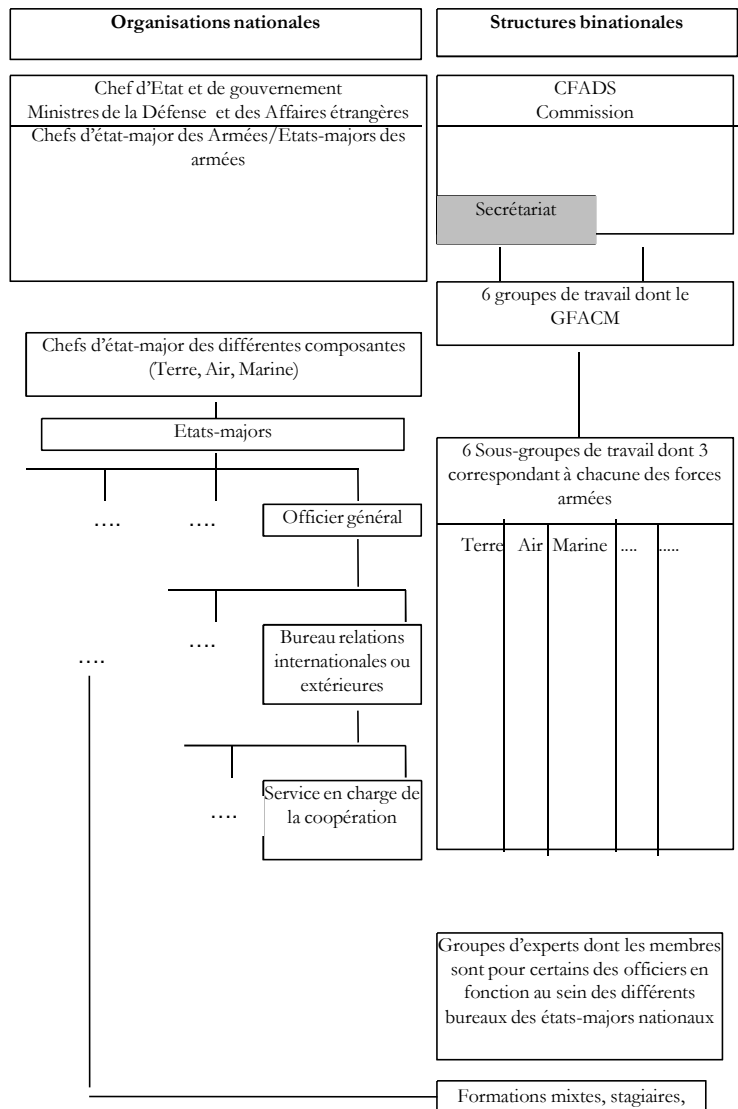 Organisations nationales
Structures binationales
Chef d'Etat et de gouvernement
Ministres de la Défense et des Affaires étrangères
Chefs d'état-major des Armées/Etats-majors des
armées
CFADS
Commission
Secrétariat
6 groupes de travail dont le
GFACM
Chefs d'état-major des différentes composantes
(Terre, Air, Marine)
Etats-majors
….
….
Officier général
….
….
Bureau relations
internationales ou
extérieures
….
Service en charge de
la coopération
6 Sous-groupes de travail dont 3
correspondant à chacune des forces
armées
Terre Air Marine .... .....
Groupes d'experts dont les membres
sont pour certains des officiers en
fonction au sein des différents
bureaux des états-majors nationaux
Formations mixtes, stagiaires,